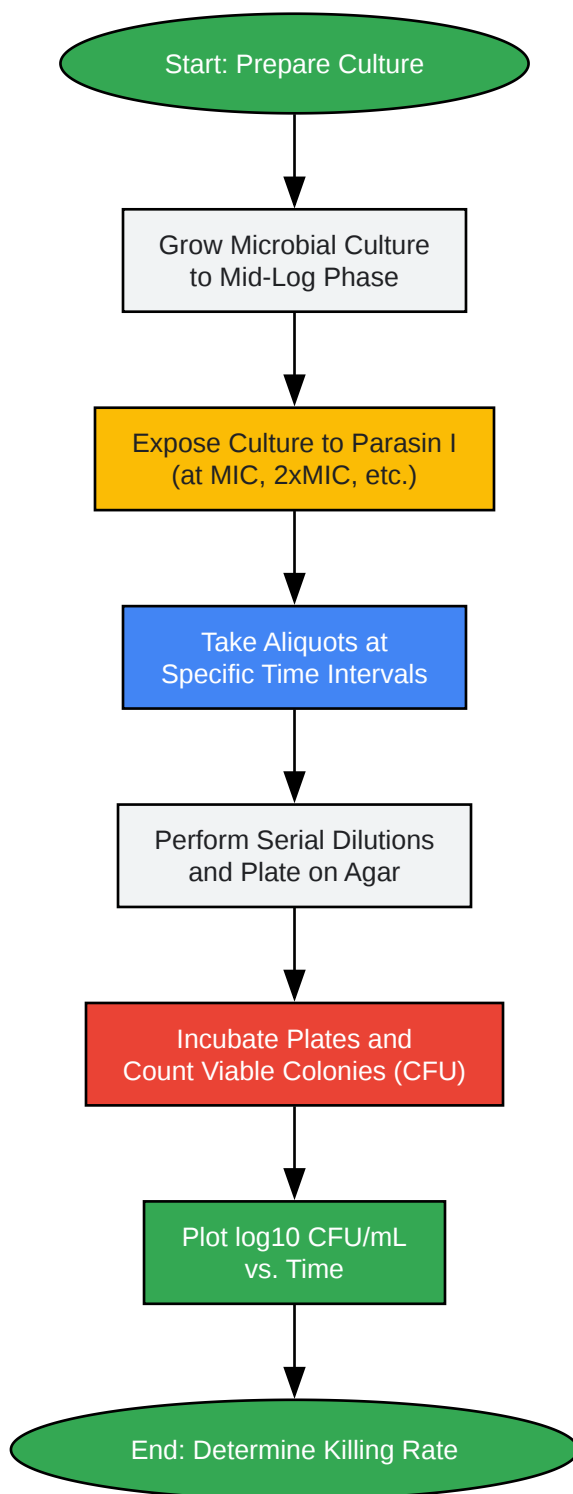 Start: Prepare Culture
Grow Microbial Culture
to Mid-Log Phase
Expose Culture to Parasin I
(at MIC, 2xMIC, etc.)
Take Aliquots at
Specific Time Intervals
Perform Serial Dilutions
and Plate on Agar
Incubate Plates and
Count Viable Colonies (CFU)
Plot log10 CFU/mL
vs. Time
End: Determine Killing Rate